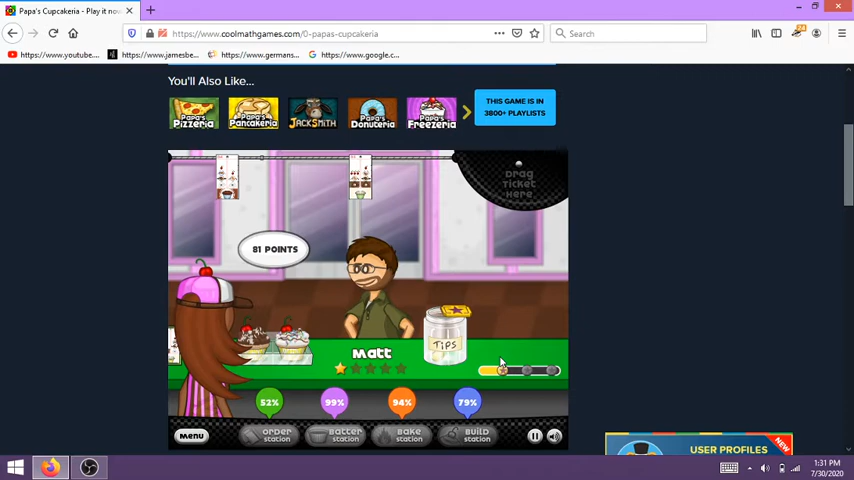 Papa's Cupcakeria - Play it now
https://www.coolmathgames.com/0-papas-cupcakeria
Search
24
https://www.youtube....
https://www.jamesbe...
https://www.germans...
https://www.google.c...
You'll Also Like...
Papa's Pizzeria
Papa's Pancakeria
JACKSMITH
Papa's Donuteria
Papa's Freezeria
THIS GAME IS IN
3800+ PLAYLISTS
DRAG
TICKET
HERE
81 POINTS
TIPS
Matt
52%
99%
94%
79%
MENU
ORDER
STATION
BATTER
STATION
BAKE
STATION
BUILD
STATION
USER PROFILES
NEW
1:31 PM
7/30/2020